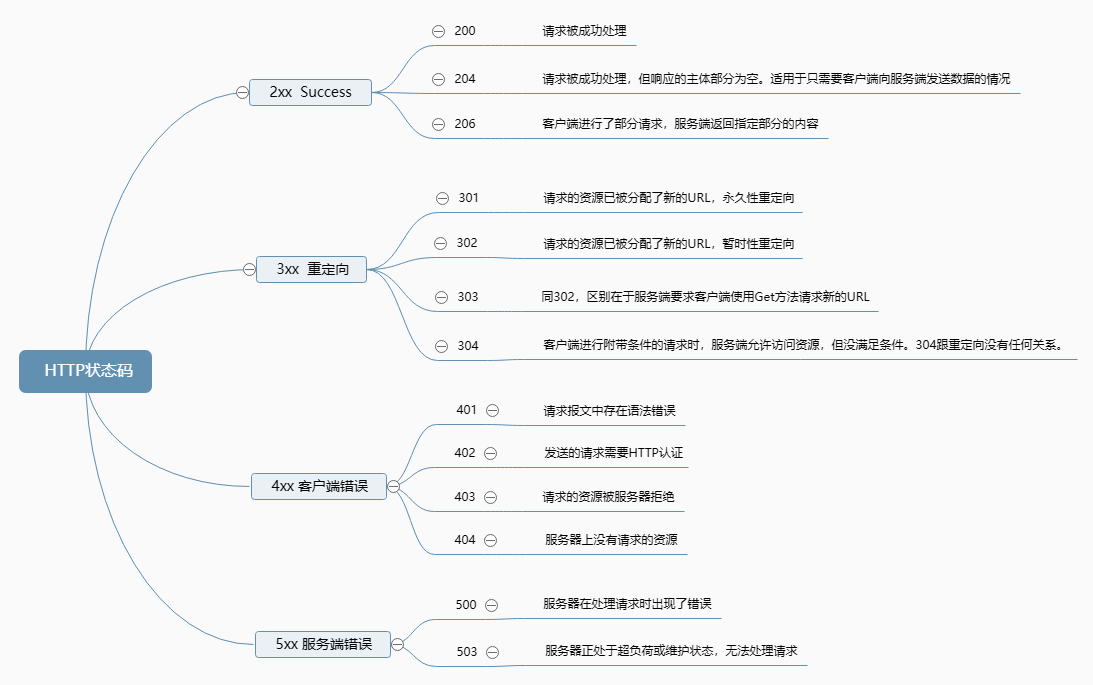 HTTP状态码
2xx  Success
200 请求被成功处理
204 请求被成功处理，但响应的主体部分为空。适用于只需要客户端向服务端发送数据的情况
206 客户端进行了部分请求，服务端返回指定部分的内容
3xx  重定向
301 请求的资源已被分配了新的URL，永久性重定向
302 请求的资源已被分配了新的URL，暂时性重定向
303 同302，区别在于服务端要求客户端使用Get方法请求新的URL
304 客户端进行附带条件的请求时，服务端允许访问资源，但没满足条件。304跟重定向没有任何关系。
4xx 客户端错误
401 请求报文中存在语法错误
402 发送的请求需要HTTP认证
403 请求的资源被服务器拒绝
404 服务器上没有请求的资源
5xx 服务端错误
500 服务器在处理请求时出现了错误
503 服务器正处于超负荷或维护状态，无法处理请求